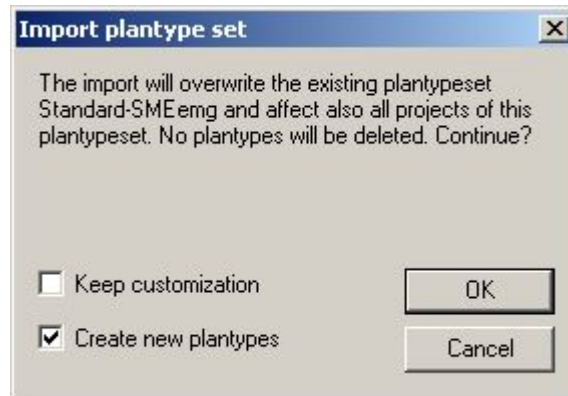 Import plantype set
The import will overwrite the existing plantypeset
Standard-SMEemg and affect also all projects of this
plantypeset. No plantypes will be deleted. Continue?
Keep customization
OK
Create new plantypes
Cancel